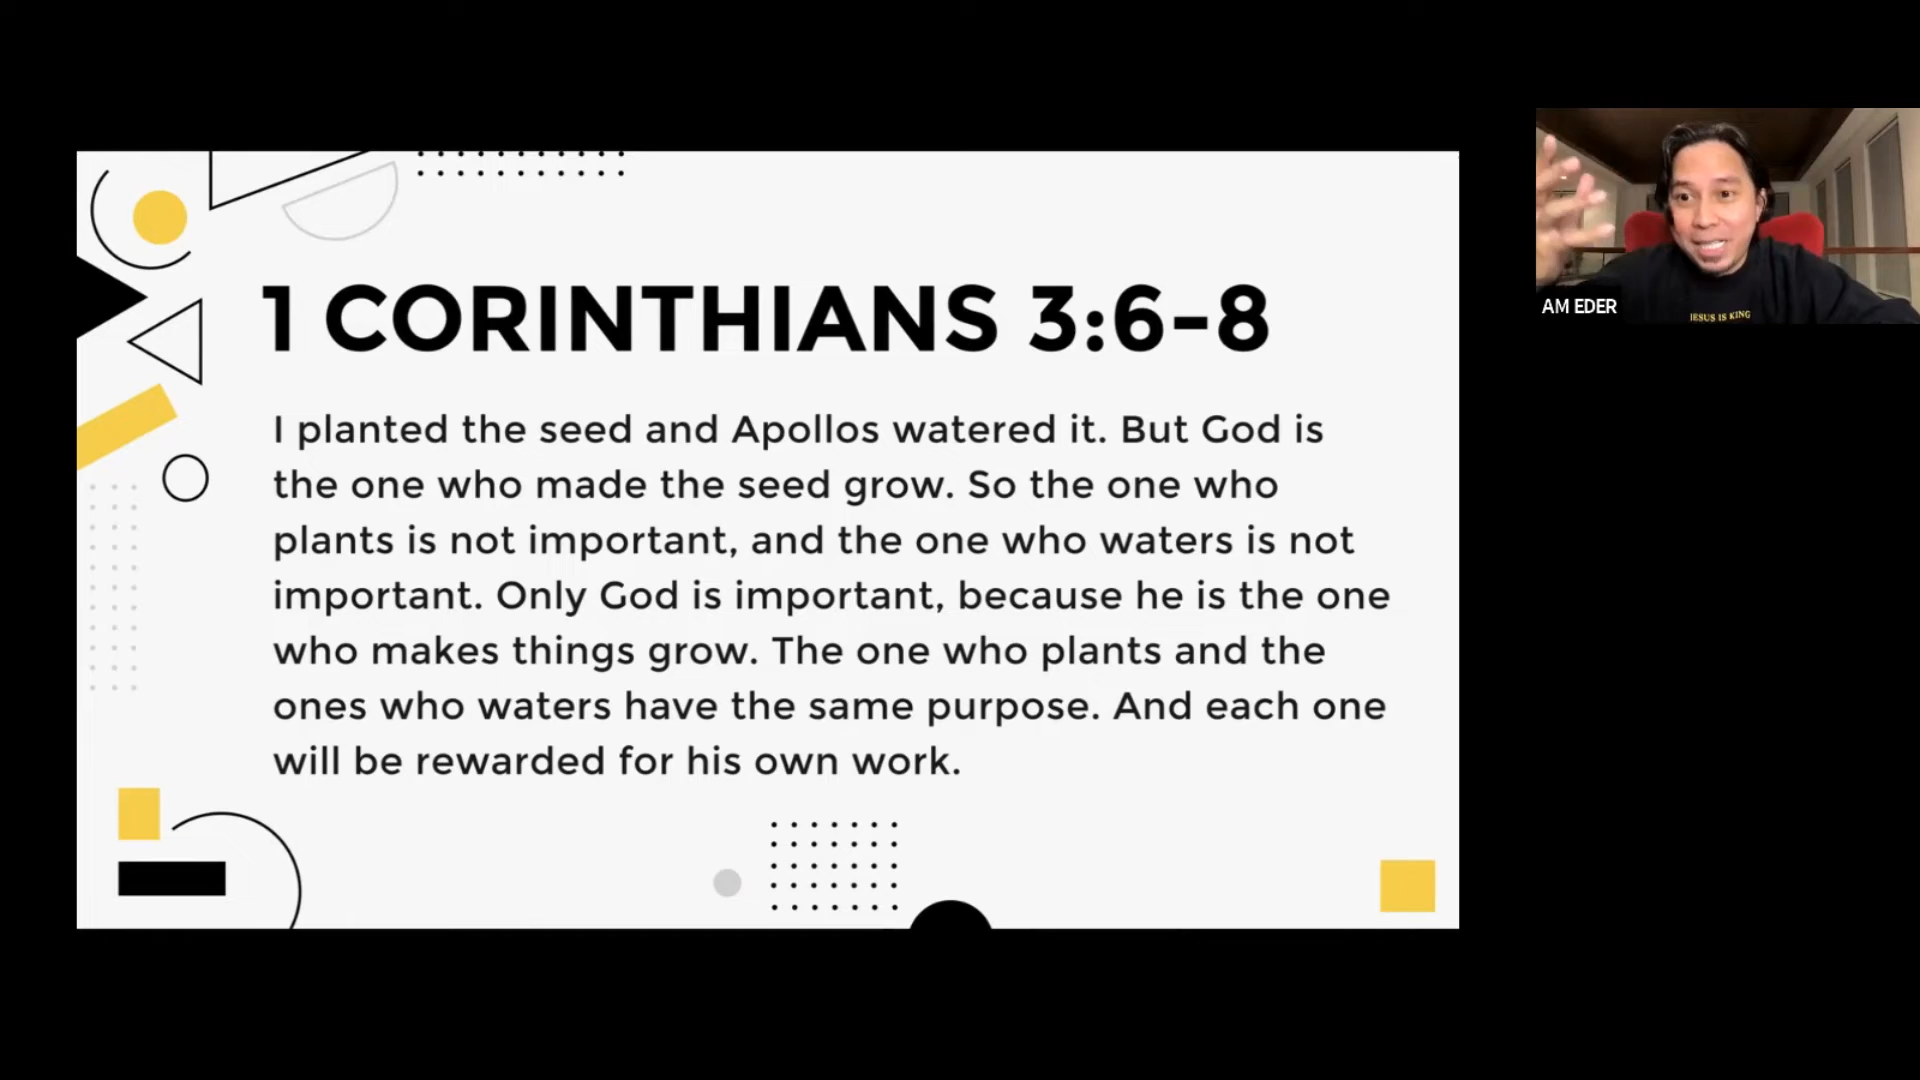 1 CORINTHIANS 3:6-8
I planted the seed and Apollos watered it. But God is
the one who made the seed grow. So the one who
plants is not important, and the one who waters is not
important. Only God is important, because he is the one
who makes things grow. The one who plants and the
ones who waters have the same purpose. And each one
will be rewarded for his own work.
AM EDER
JESUS IS KING